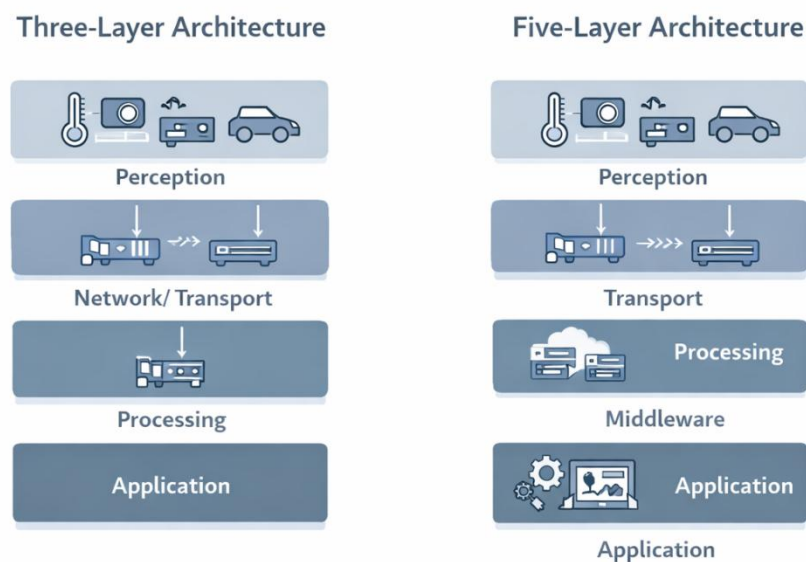 Three-Layer Architecture
Perception
Network/ Transport
Processing
Application
Five-Layer Architecture
Perception
Transport
Processing
Middleware
Application
Application